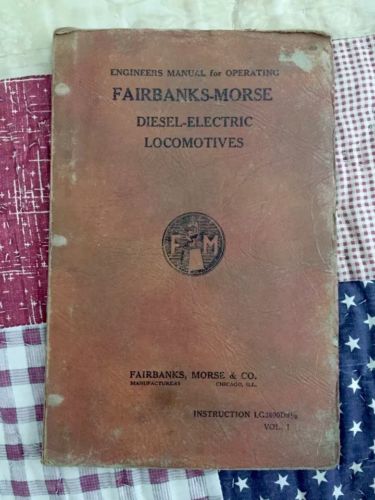 ENGINEERS MANUAL for OPERATING
FAIRBANKS-MORSE
DIESEL-ELECTRIC
LOCOMOTIVES
F M
FAIRBANKS, MORSE & CO.
MANUFACTURERS CHICAGO, ILL.
INSTRUCTION
VOL. 1